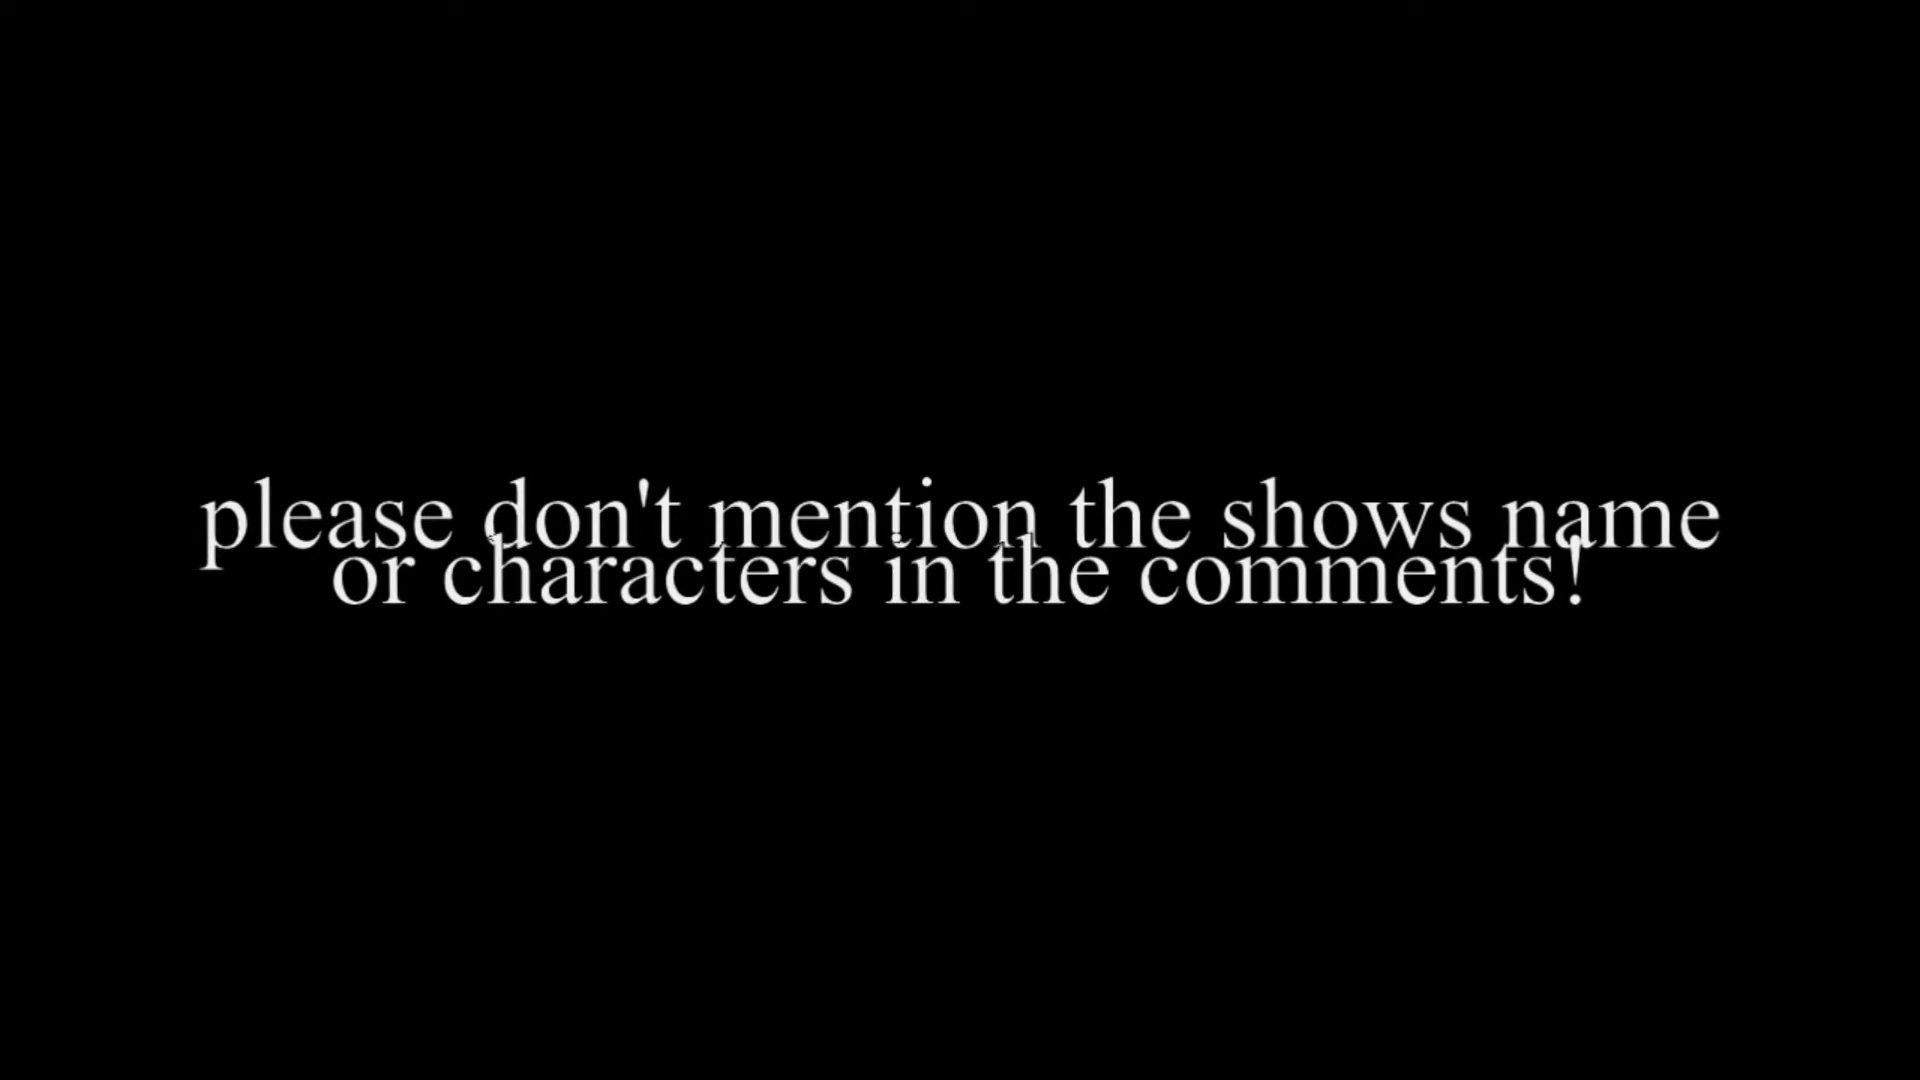 please don't mention the shows name
or characters in the comments!